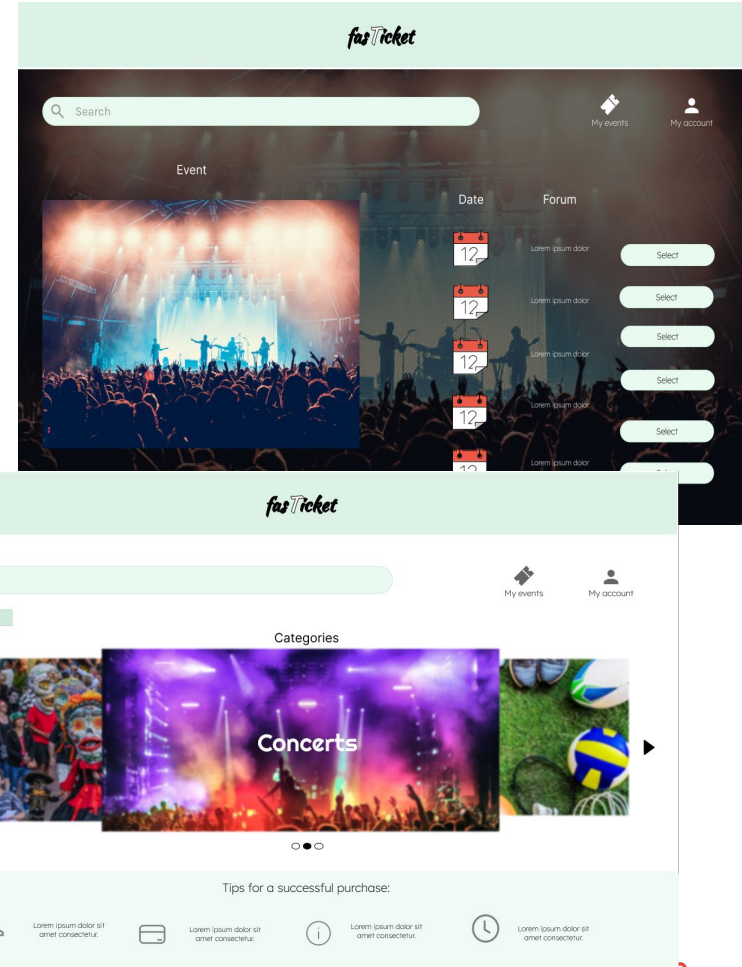 fasTicket
Search
My events
My account
Event
Date
Forum
12
Lorem ipsum dolor
Select
12
Lorem ipsum dolor
Select
12
Lorem ipsum dolor
Select
Select
12
Lorem ipsum dolor
Select
12
Lorem ipsum dolor
fasTicket
My events
My account
Categories
Concerts
Tips for a successful purchase:
Lorem ipsum dolor sit
amet consectetur.
Lorem ipsum dolor sit
amet consectetur.
i
Lorem ipsum dolor sit
amet consectetur.
Lorem ipsum dolor sit
amet consectetur.